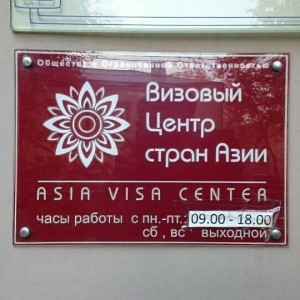 Общество с Ограниченной Ответственностью
Визовый
Центр
стран Азии
ASIA VISA CENTER
часы работы с пн.-пт. 09.00 - 18.00
сб , вс выходной